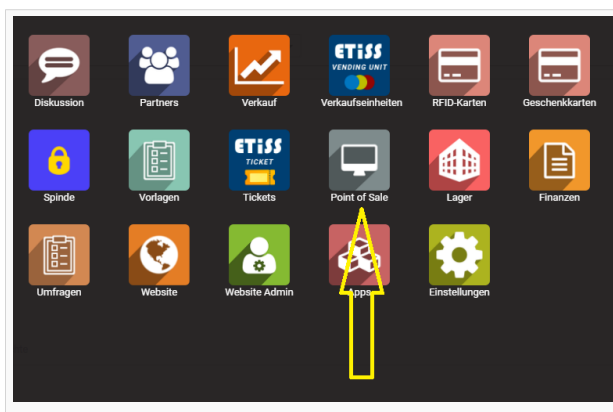 ETiSS
VENDING UNIT
Diskussion
Partners
Verkauf
Verkaufseinheiten
RFID-Karten
Geschenkkarten
ETiSS
TICKET
Spinde
Vorlagen
Tickets
Point of Sale
Lager
Finanzen
Umfragen
Website
Website Admin
Apps
Einstellungen